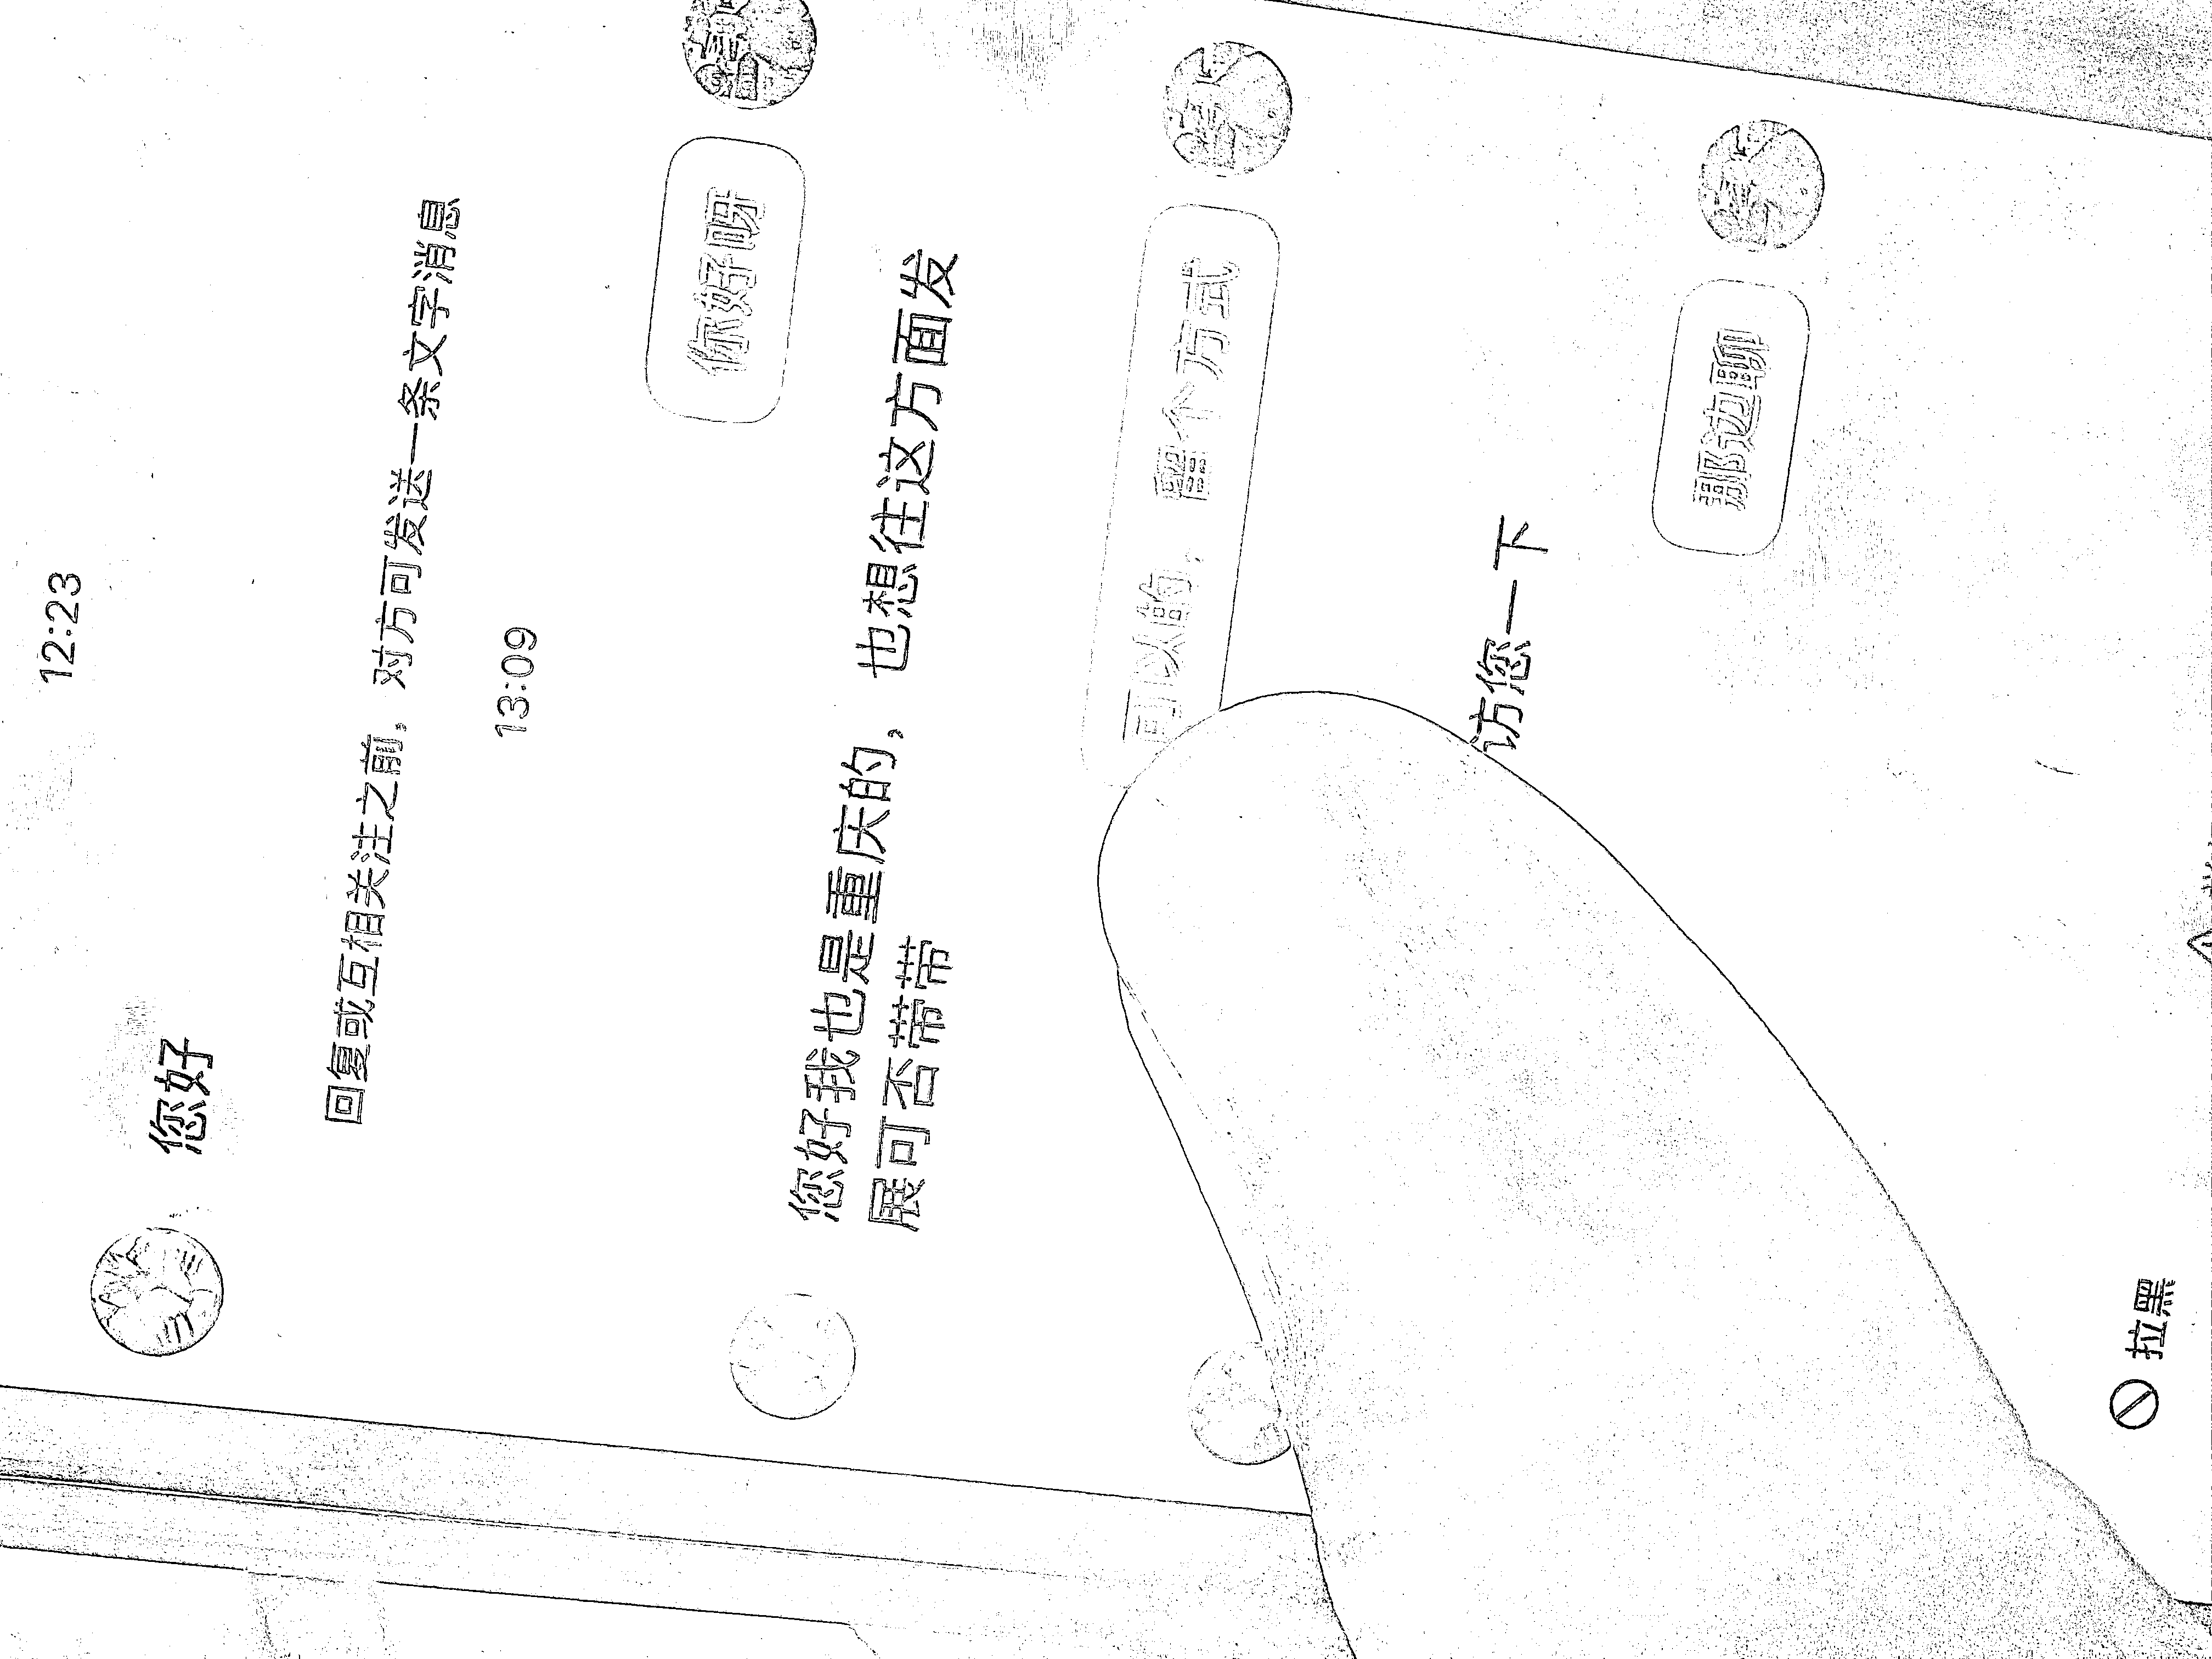 12:23
您好
回复或互相关注之前，对方可发送一条文字消息
13:09
你好呀
您好我也是重庆的，也想往这方面发
展可否带带
可以的，留个方式
访您一下
那边聊
拉黑